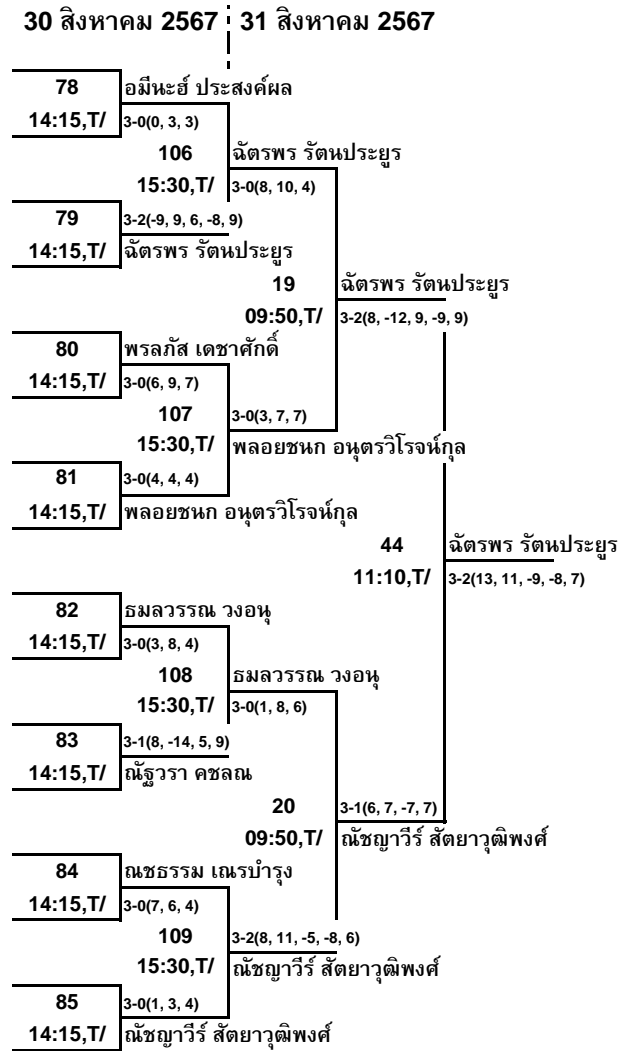 30 สิงหาคม 2567 31 สิงหาคม 2567
78 อมีนะฮ์ ประสงค์ผล
14:15,T/ 3-0(0, 3, 3)
106 ฉัตรพร รัตนประยูร
15:30,T/ 3-0(8, 10, 4)
79 3-2(-9, 9, 6, -8, 9)
14:15,T/ ฉัตรพร รัตนประยูร
19 ฉัตรพร รัตนประยูร
09:50,T/ 3-2(8, -12, 9, -9, 9)
80 พรลภัส เดชาศักดิ์
14:15,T/ 3-0(6, 9, 7)
107 3-0(3, 7, 7)
15:30,T/ พลอยชนก อนุตรวิโรจน์กุล
81 3-0(4, 4, 4)
14:15,T/ พลอยชนก อนุตรวิโรจน์กุล
44 ฉัตรพร รัตนประยูร
11:10,T/ 3-2(13, 11, -9, -8, 7)
82 ธมลวรรณ วงอนุ
14:15,T/ 3-0(3, 8, 4)
108 ธมลวรรณ วงอนุ
15:30,T/ 3-0(1, 8, 6)
83 3-1(8, -14, 5, 9)
14:15,T/ ณัฐวรา คชลณ
20 3-1(6, 7, -7, 7)
09:50,T/ ณัชญาวีร์ สัตยาวุฒิพงศ์
84 ณชธรรม เณรบำรุง
14:15,T/ 3-0(7, 6, 4)
109 3-2(8, 11, -5, -8, 6)
15:30,T/ ณัชญาวีร์ สัตยาวุฒิพงศ์
85 3-0(1, 3, 4)
14:15,T/ ณัชญาวีร์ สัตยาวุฒิพงศ์